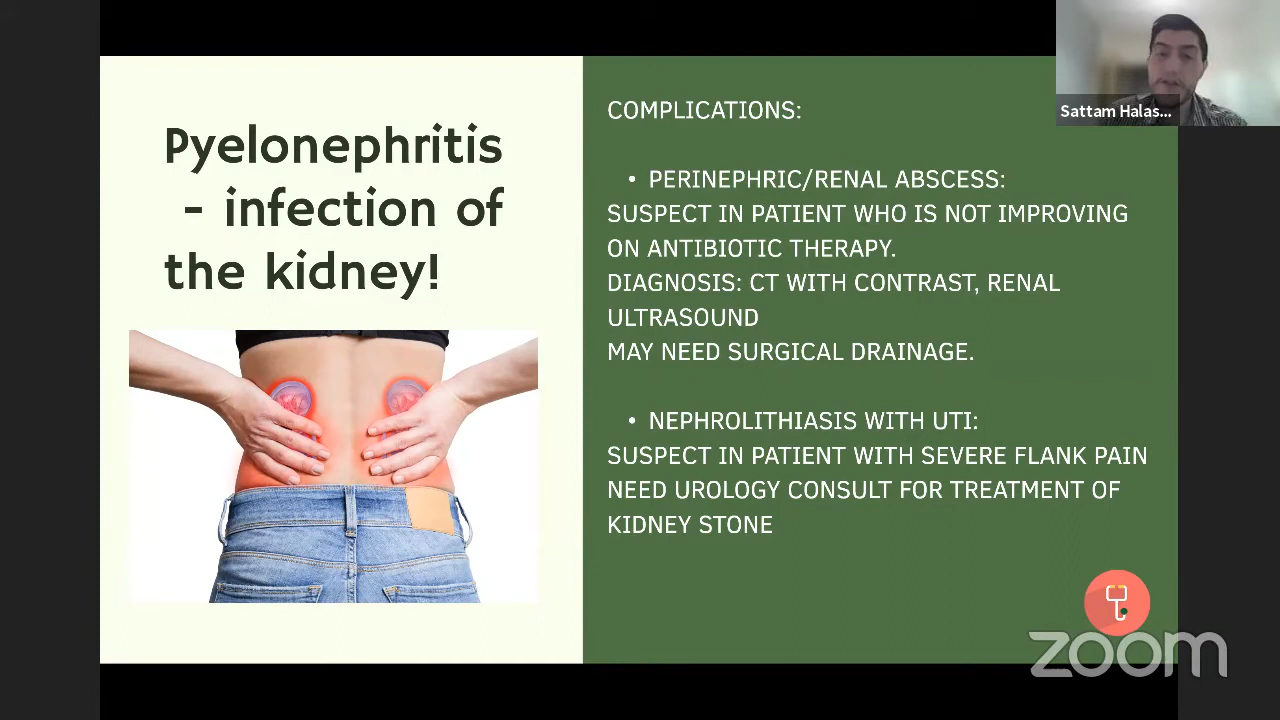 Pyelonephritis
- infection of
the kidney!
COMPLICATIONS:
• PERINEPHRIC/RENAL ABSCESS:
SUSPECT IN PATIENT WHO IS NOT IMPROVING
ON ANTIBIOTIC THERAPY.
DIAGNOSIS: CT WITH CONTRAST, RENAL
ULTRASOUND
MAY NEED SURGICAL DRAINAGE.
• NEPHROLITHIASIS WITH UTI:
SUSPECT IN PATIENT WITH SEVERE FLANK PAIN
NEED UROLOGY CONSULT FOR TREATMENT OF
KIDNEY STONE
Sattam Halas...
zoom